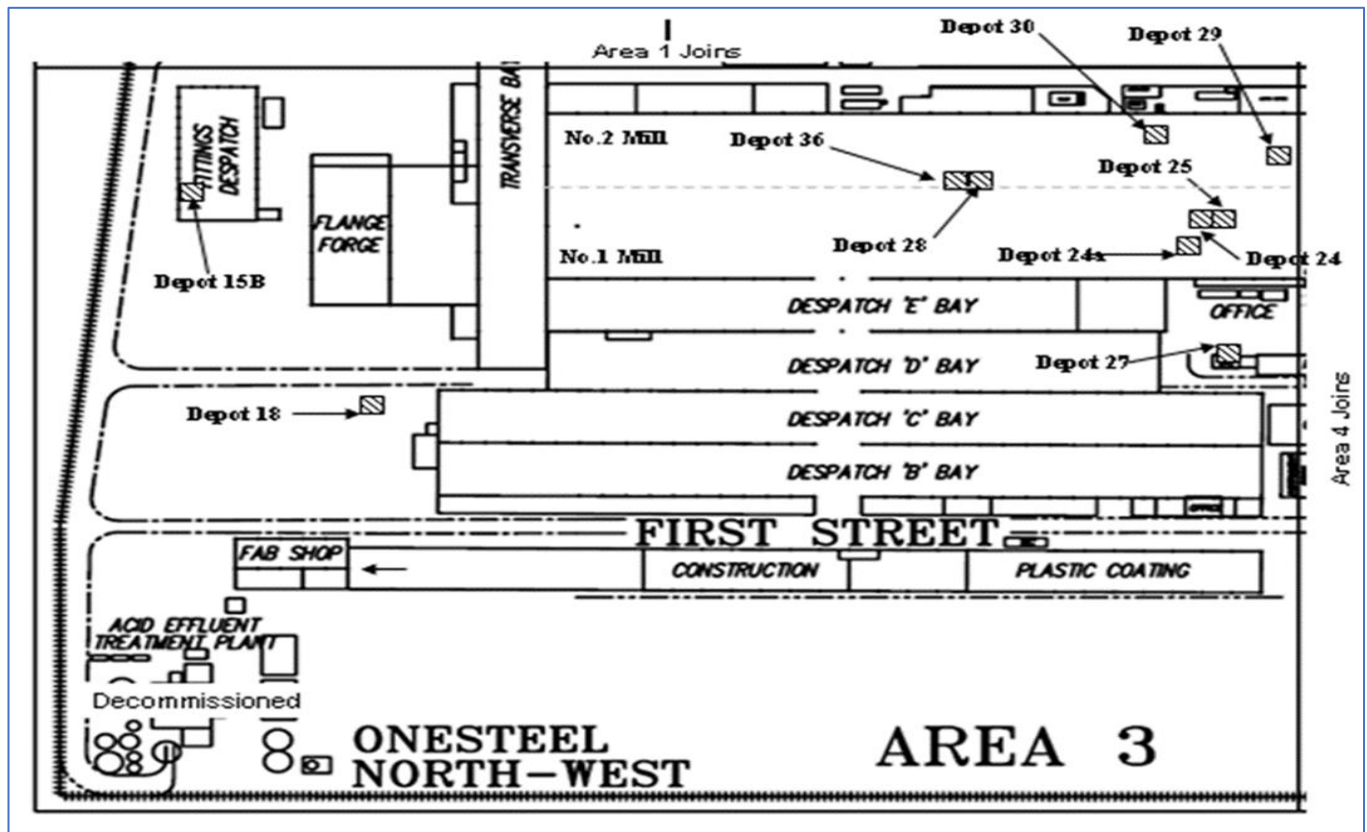 Depot 30
Depot 29
Area 1 Joins
TRANSVERSE BAY
No.2 Mill
Depot 36
FITTINGS
DESPATCH
Depot 25
FLANGE
FORGE
Depot 28
Depot 24x
Depot 24
No.1 Mill
Depot 15B
DESPATCH 'E' BAY
OFFICE
DESPATCH 'D' BAY
Depot 27
Depot 18
DESPATCH 'C' BAY
Area 4 Joins
DESPATCH 'B' BAY
OFFICE
FIRST STREET
FAB SHOP
CONSTRUCTION
PLASTIC COATING
ACID EFFLUENT
TREATMENT PLANT
Decommissioned
ONESTEEL
NORTH-WEST
AREA 3